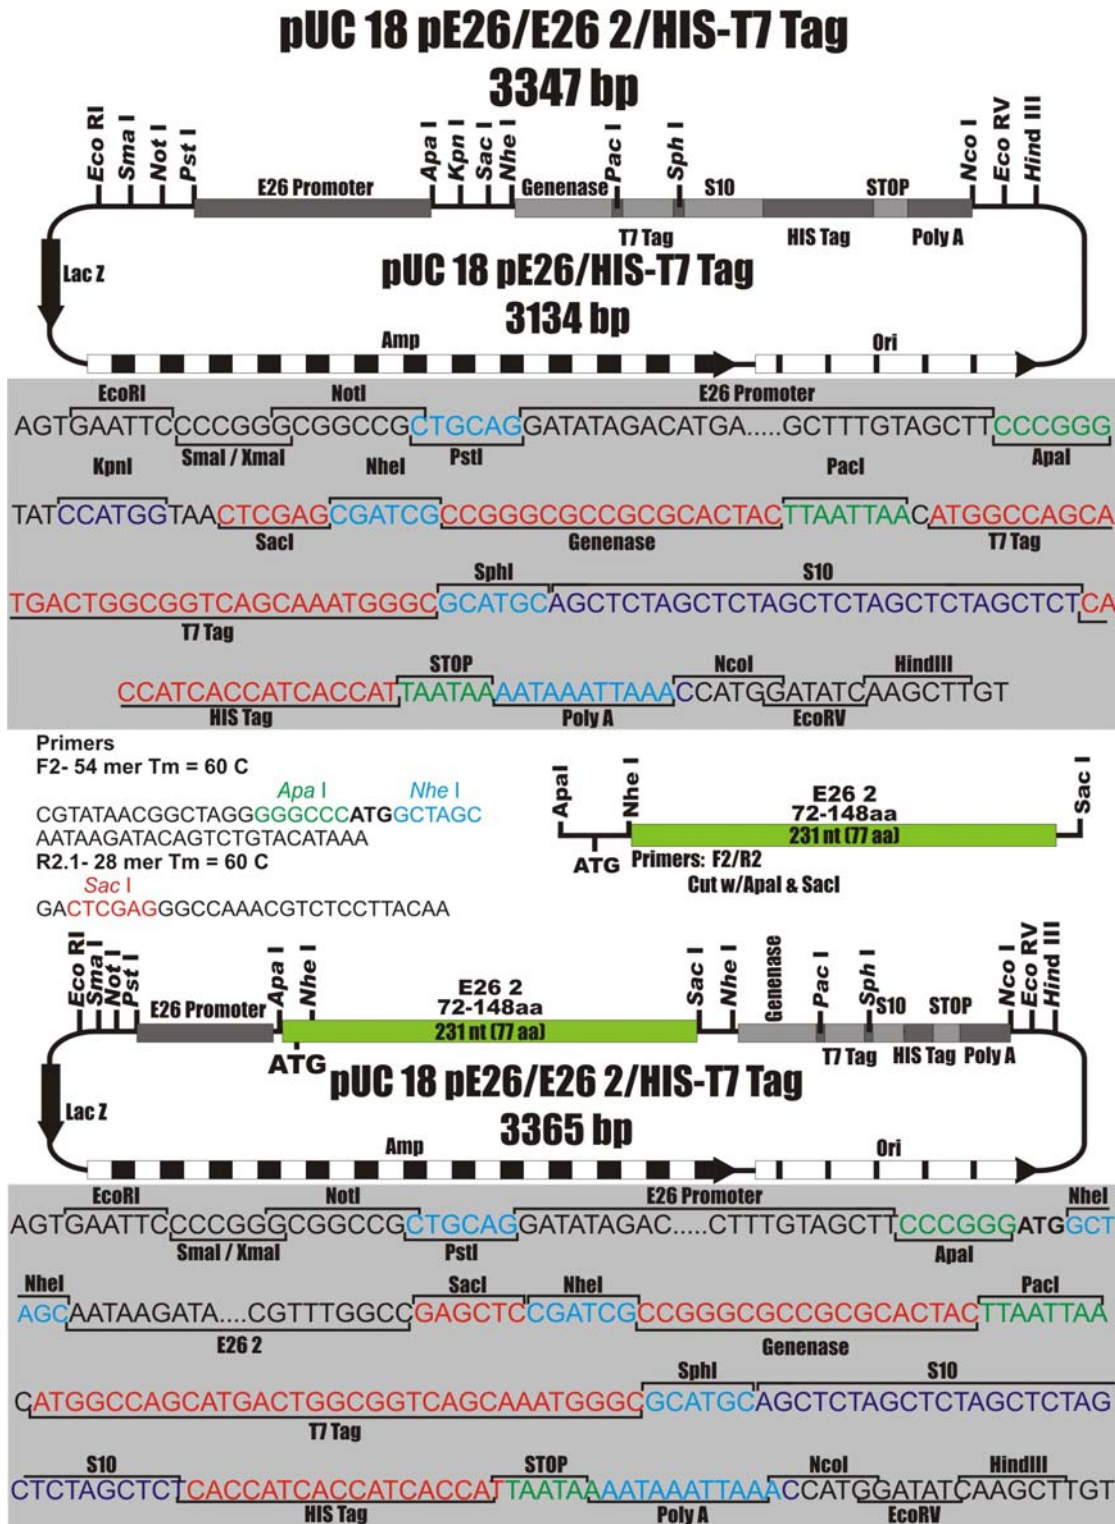 pUC 18 pE26/E26 2/HIS-T7 Tag
3347 bp
Eco RI Sma I Not I Pst I Apa I Kpn I Sac I Nhe I Pac I Sph I Nco I Eco RV Hind III
E26 Promoter Genenase S10 STOP
T7 Tag HIS Tag Poly A
Lac Z
pUC 18 pE26/HIS-T7 Tag
3134 bp
Amp Ori
EcoRI NotI E26 Promoter
AGTGAATTCCCCGGGCGGCCGCTGCAGGATATAGACATGA.....GCTTTGTAGCTTCCCGGG
SmaI / XmaI PstI ApaI
KpnI NheI PacI
TATCCATGGTAACTCGAGCGATCGCCGGGCGCCGCGCACTACTTAATTAACATGGCCAGCA
SacI Genenase T7 Tag
SphI S10
TGACTGGCGGTCAGCAAATGGGCGCATGCAGCTCTAGCTCTAGCTCTAGCTCTAGCTCTCA
T7 Tag
STOP NcoI HindIII
CCATCACCATCACCATTAATAAAATAAATTAAACCATGGATATCAAGCTTGT
HIS Tag Poly A EcoRV
Primers
F2- 54 mer Tm = 60 C
Apa I Nhe I
CGTATAACGGCTAGGGGGCCCATGGCTAGC
AATAAGATACAGTCTGTACATAAA
R2.1- 28 mer Tm = 60 C
Sac I
GACTCGAGGGCCAAACGTCTCCTTACAA
ApaI Nhe I Sac I
E26 2
72-148aa
231 nt (77 aa)
ATG
Primers: F2/R2
Cut w/ApaI & SacI
Eco RI Sma I Not I Pst I Apa I Nhe I Sac I Nhe I Pac I Sph I Nco I Eco RV Hind III
E26 Promoter
E26 2
72-148aa
231 nt (77 aa)
ATG
Genenase S10 STOP
T7 Tag HIS Tag Poly A
Lac Z
pUC 18 pE26/E26 2/HIS-T7 Tag
3365 bp
Amp Ori
EcoRI NotI E26 Promoter NheI
AGTGAATTCCCCGGGCGGCCGCTGCAGGATATAGAC.....CTTTGTAGCTTCCCGGGATGGCT
SmaI / XmaI PstI ApaI
NheI SacI NheI PacI
AGCAATAAGATA....CGTTTGGCCGAGCTCCGATCGCCGGGCGCCGCGCACTACTTAATTAA
E26 2 Genenase
SphI S10
CATGGCCAGCATGACTGGCGGTCAGCAAATGGGCGCATGCAGCTCTAGCTCTAGCTCTAG
T7 Tag
S10 STOP NcoI HindIII
CTCTAGCTCTCACCATCACCATCACCATTAATAAAATAAATTAAACCATGGATATCAAGCTTGT
HIS Tag Poly A EcoRV